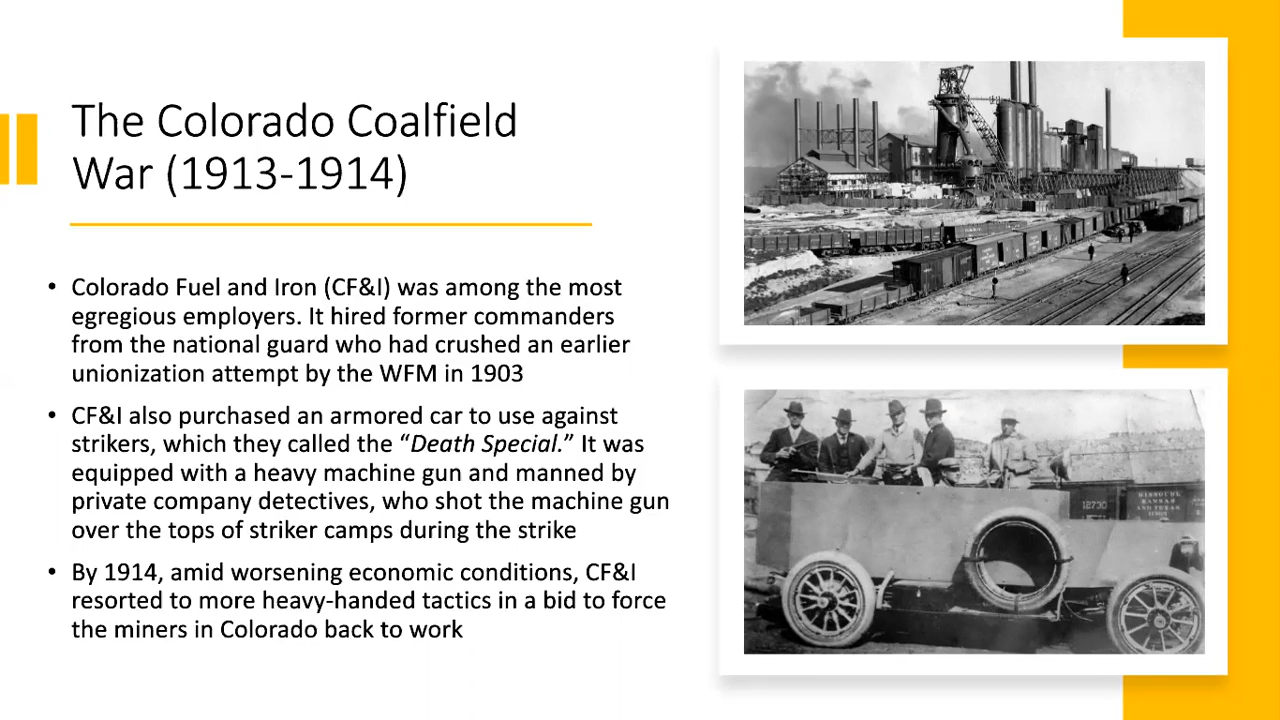 The Colorado Coalfield
War (1913-1914)
• Colorado Fuel and Iron (CF&I) was among the most
egregious employers. It hired former commanders
from the national guard who had crushed an earlier
unionization attempt by the WFM in 1903
• CF&I also purchased an armored car to use against
strikers, which they called the “Death Special.” It was
equipped with a heavy machine gun and manned by
private company detectives, who shot the machine gun
over the tops of striker camps during the strike
• By 1914, amid worsening economic conditions, CF&I
resorted to more heavy-handed tactics in a bid to force
the miners in Colorado back to work
12730
MISSOURI
KANSAS
AND TEXAS